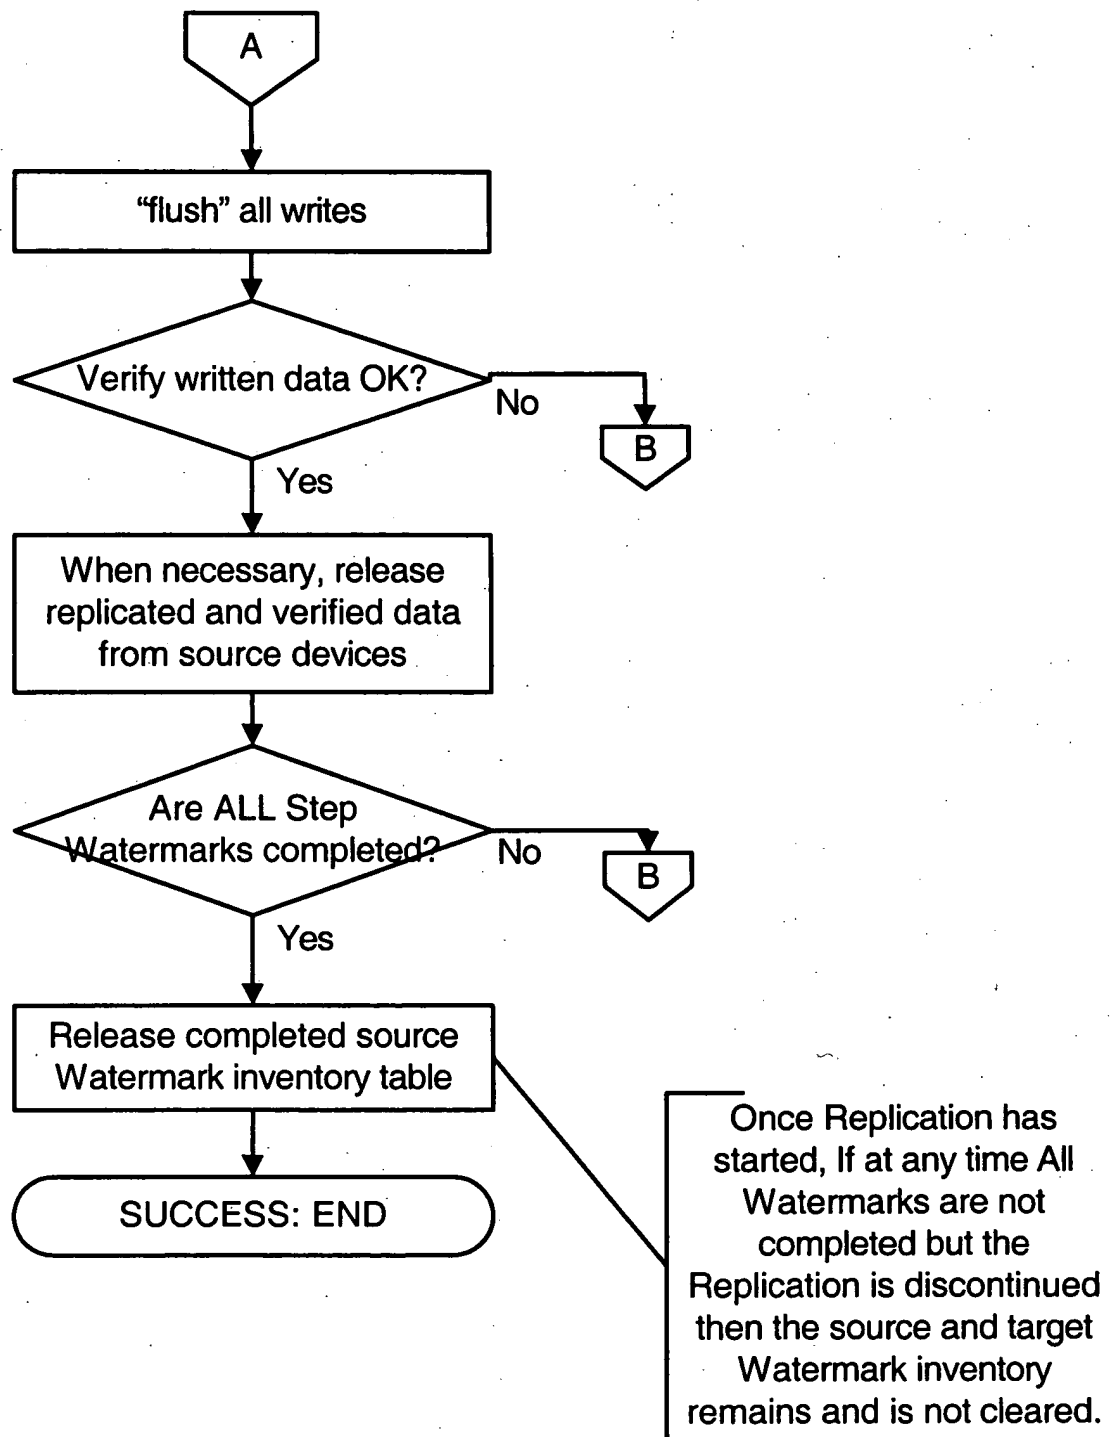 A
“flush” all writes
Verify written data OK?
No
B
Yes
When necessary, release
replicated and verified data
from source devices
Are ALL Step
Watermarks completed?
No
B
Yes
Release completed source
Watermark inventory table
SUCCESS: END
Once Replication has
started, If at any time All
Watermarks are not
completed but the
Replication is discontinued
then the source and target
Watermark inventory
remains and is not cleared.